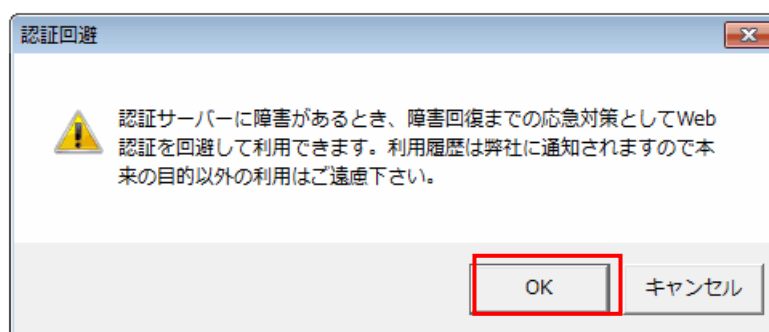 認証回避
認証サーバーに障害があるとき、障害回復までの応急対策としてWeb
認証を回避して利用できます。利用履歴は弊社に通知されますので本
来の目的以外の利用はご遠慮下さい。
OK
キャンセル